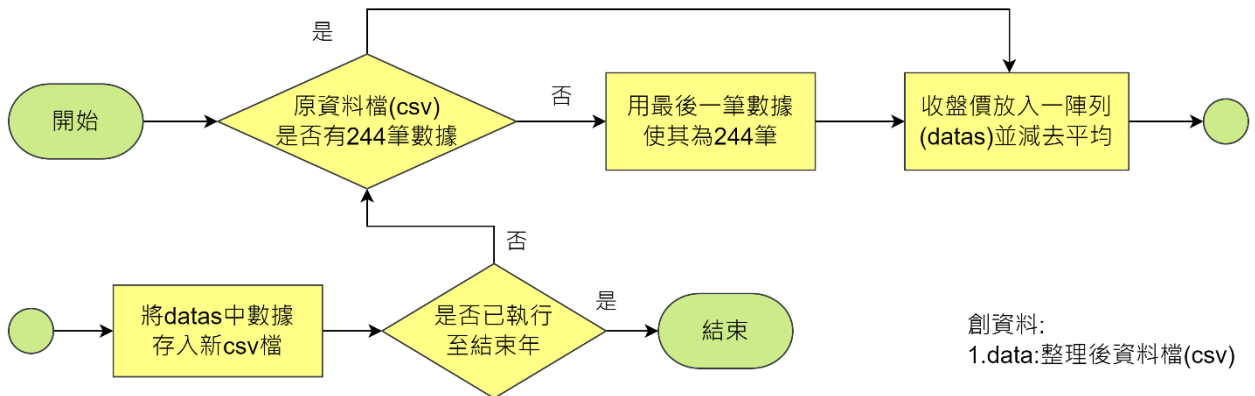 是
開始
原資料檔(csv)
是否有244筆數據
否
用最後一筆數據
使其為244筆
收盤價放入一陣列
(datas)並減去平均
否
將datas中數據
存入新csv檔
是否已執行
至結束年
是
結束
創資料:
1.data:整理後資料檔(csv)